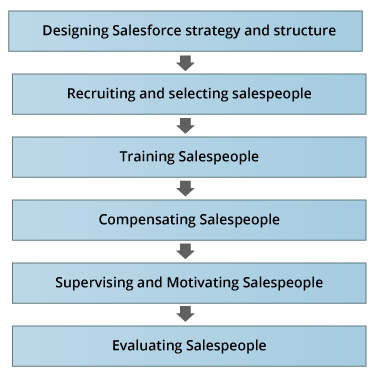 Designing Salesforce strategy and structure
Recruiting and selecting salespeople
Training Salespeople
Compensating Salespeople
Supervising and Motivating Salespeople
Evaluating Salespeople